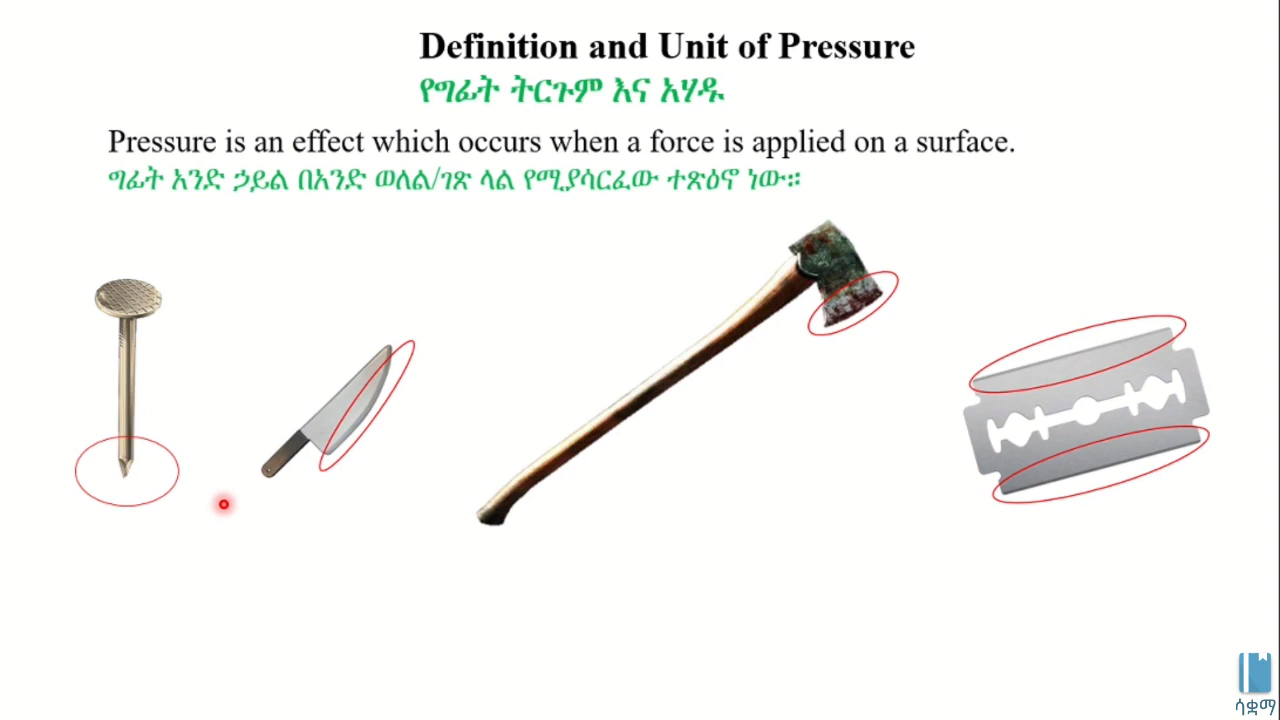 Definition and Unit of Pressure
የግፊት ትርጉም እና አሃዱ
Pressure is an effect which occurs when a force is applied on a surface.
ግፊት አንድ ኃይል በአንድ ወለል/ገጽ ላል የሚያሳርፈው ተጽዕኖ ነው።
ሳቋማ